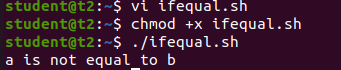 student@t2:~$ vi ifequal.sh
student@t2:~$ chmod +x ifequal.sh
student@t2:~$ ./ifequal.sh
a is not equal to b